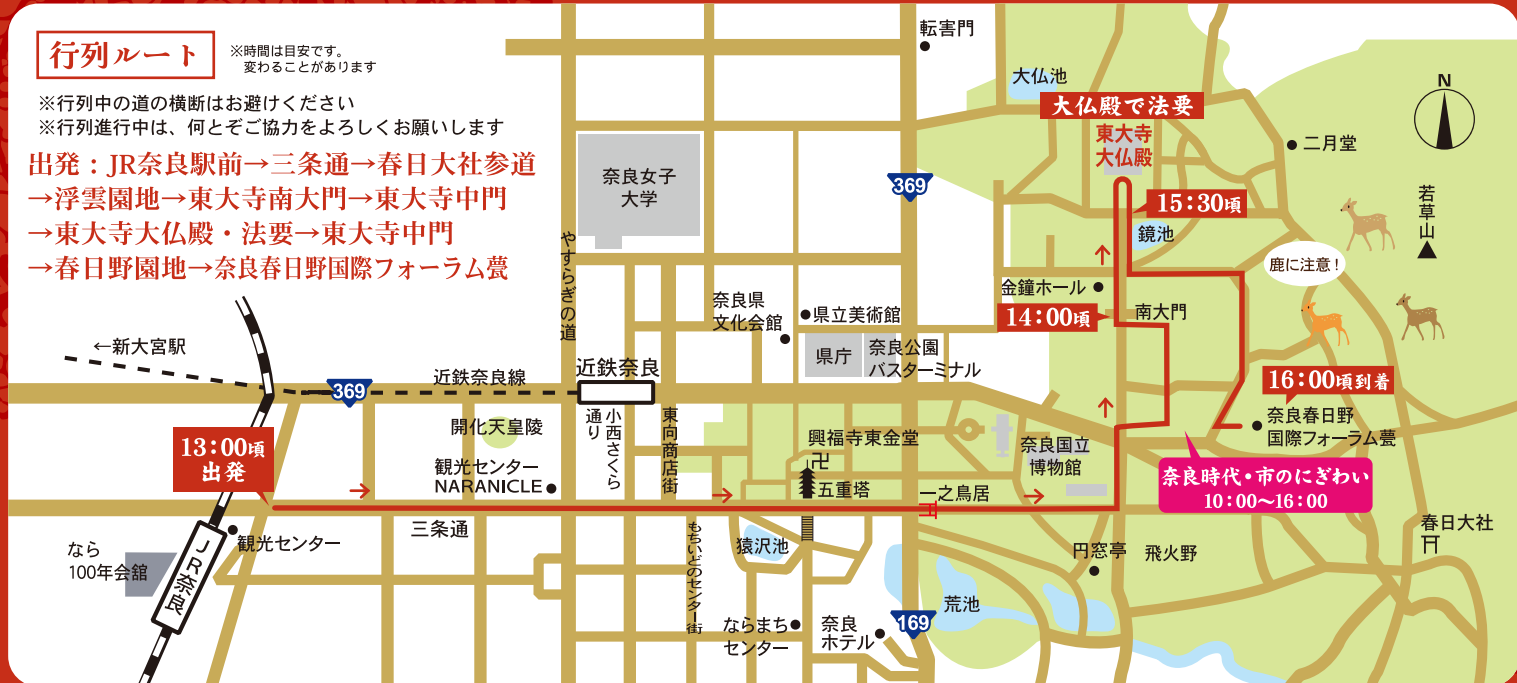 行列ルート
※時間は目安です。
変わることがあります
※行列中の道の横断はお避けください
※行列進行中は、何とぞご協力をよろしくお願いします
出発：JR奈良駅前→三条通→春日大社参道
→浮雲園地→東大寺南大門→東大寺中門
→東大寺大仏殿・法要→東大寺中門
→春日野園地→奈良春日野国際フォーラム甍
転害門
大仏池
大仏殿で法要
東大寺
大仏殿
二月堂
N
若草山
奈良女子
大学
369
15:30頃
鏡池
鹿に注意！
やすらぎの道
金鐘ホール
14:00頃
南大門
奈良県
文化会館
県立美術館
県庁
奈良公園
バスターミナル
←新大宮駅
369
近鉄奈良線
近鉄奈良
16:00頃到着
奈良春日野
国際フォーラム甍
開化天皇陵
小西さくら
通り
東向商店街
興福寺東金堂
卍
五重塔
奈良国立
博物館
13:00頃
出発
観光センター
NARANICLE
一之鳥居
奈良時代・市のにぎわい
10:00〜16:00
三条通
観光センター
なら
100年会舘
JR奈良
もちいどのセンター街
猿沢池
円窓亭
飛火野
春日大社
荒池
169
ならまち
センター
奈良
ホテル